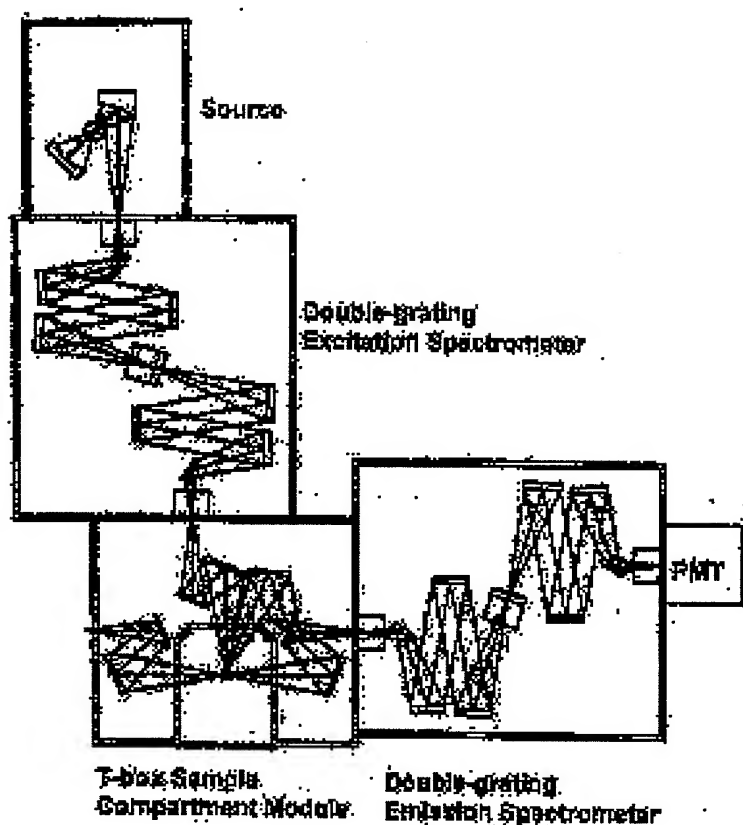 Source
Double-grating
Excitation Spectrometer
PMT
T-box Sample
Compartment Module
Double-grating
Emission Spectrometer